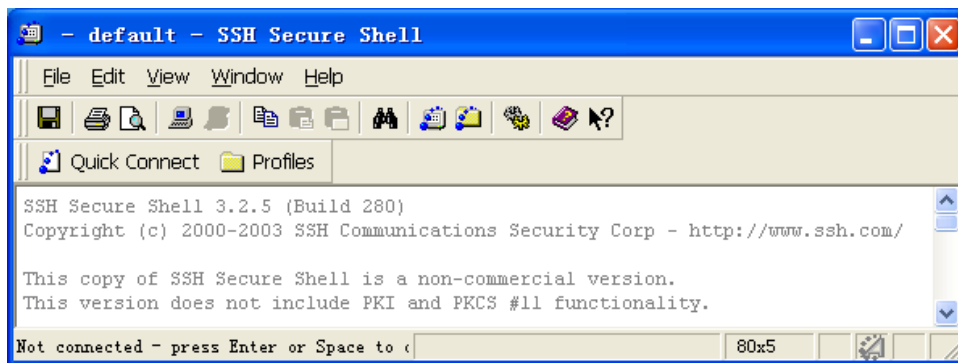 - default - SSH Secure Shell
File Edit View Window Help
Quick Connect Profiles
SSH Secure Shell 3.2.5 (Build 280)
Copyright (c) 2000-2003 SSH Communications Security Corp - http://www.ssh.com/
This copy of SSH Secure Shell is a non-commercial version.
This version does not include PKI and PKCS #11 functionality.
Not connected - press Enter or Space to 80x5